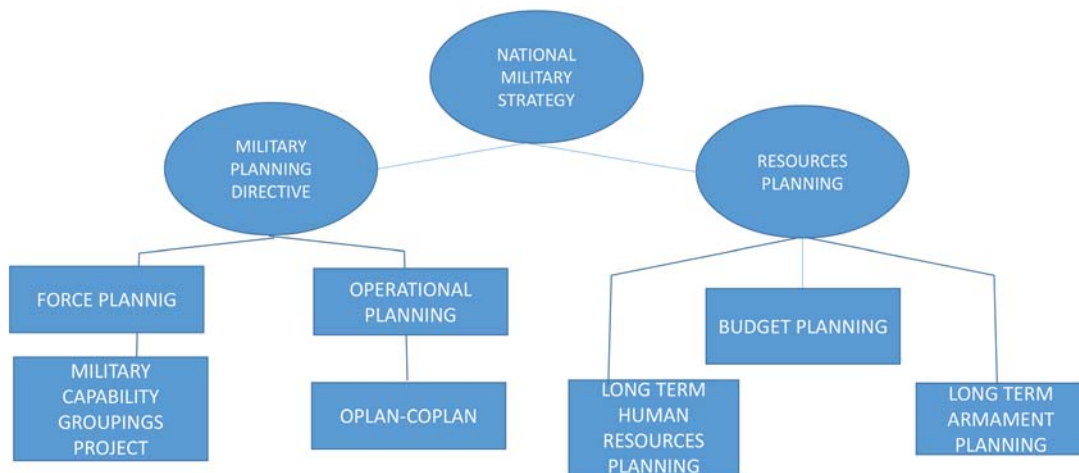 NATIONAL
MILITARY
STRATEGY
MILITARY
PLANNING
DIRECTIVE
RESOURCES
PLANNING
FORCE PLANNIG
OPERATIONAL
PLANNING
BUDGET PLANNING
MILITARY
CAPABILITY
GROUPINGS
PROJECT
OPLAN-COPLAN
LONG TERM
HUMAN
RESOURCES
PLANNING
LONG TERM
ARMAMENT
PLANNING